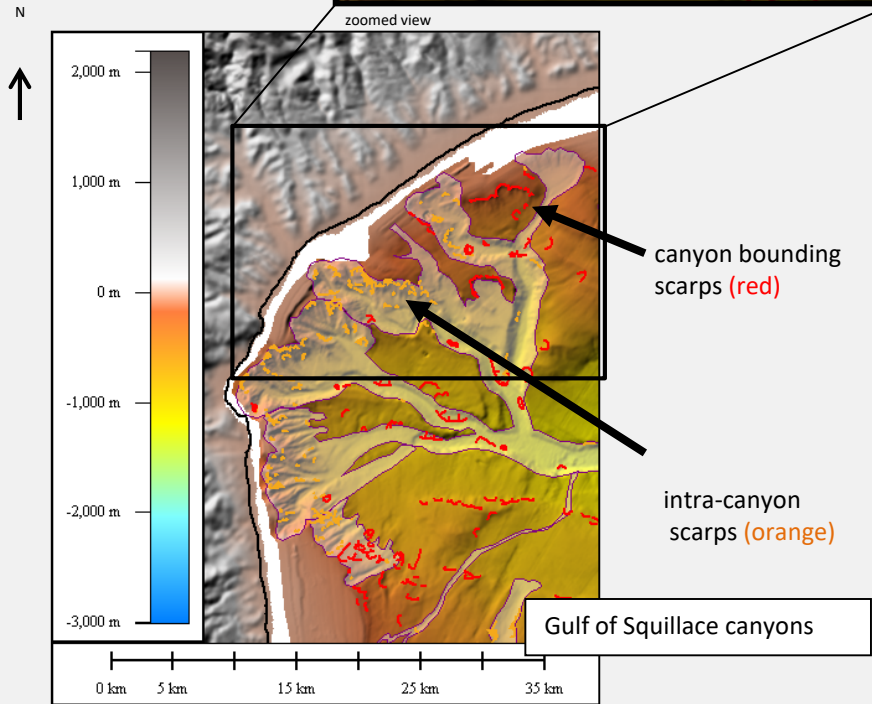 N
zoomed view
2,000 m
1,000 m
0 m
-1,000 m
-2,000 m
-3,000 m
canyon bounding
scarps (red)
intra-canyon
scarps (orange)
Gulf of Squillace canyons
0 km 5 km 15 km 25 km 35 km